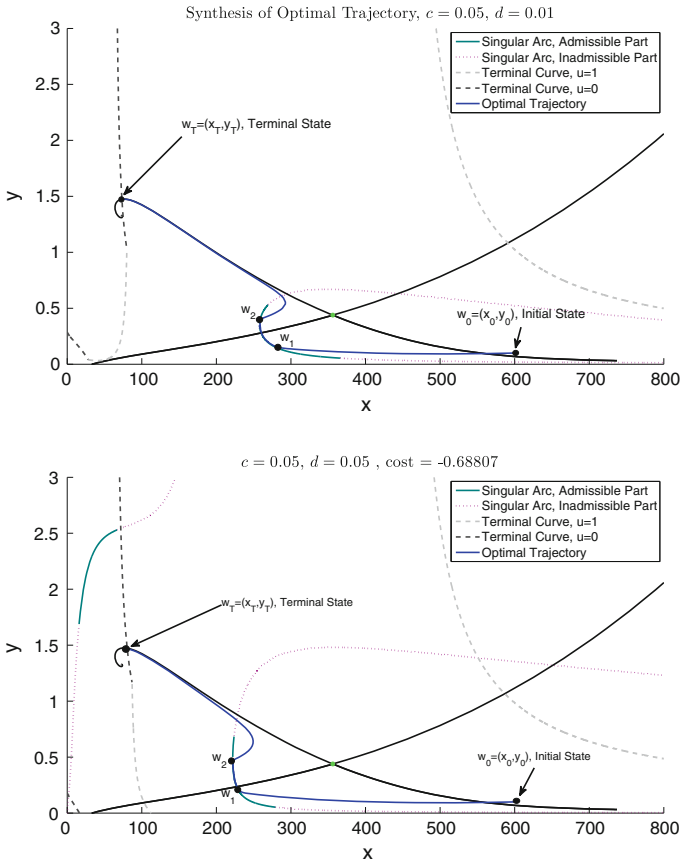 Synthesis of Optimal Trajectory, c = 0.05, d = 0.01
3
2.5
2
1.5
1
0.5
0
y
Singular Arc, Admissible Part
Singular Arc, Inadmissible Part
Terminal Curve, u=1
Terminal Curve, u=0
Optimal Trajectory
w_T=(x_T,y_T), Terminal State
w_2
w_1
w_0=(x_0,y_0), Initial State
0 100 200 300 400 500 600 700 800
x
c = 0.05, d = 0.05 , cost = -0.68807
3
2.5
2
1.5
1
0.5
0
y
Singular Arc, Admissible Part
Singular Arc, Inadmissible Part
Terminal Curve, u=1
Terminal Curve, u=0
Optimal Trajectory
w_T=(x_T,y_T), Terminal State
w_2
w_1
w_0=(x_0,y_0), Initial State
0 100 200 300 400 500 600 700 800
x